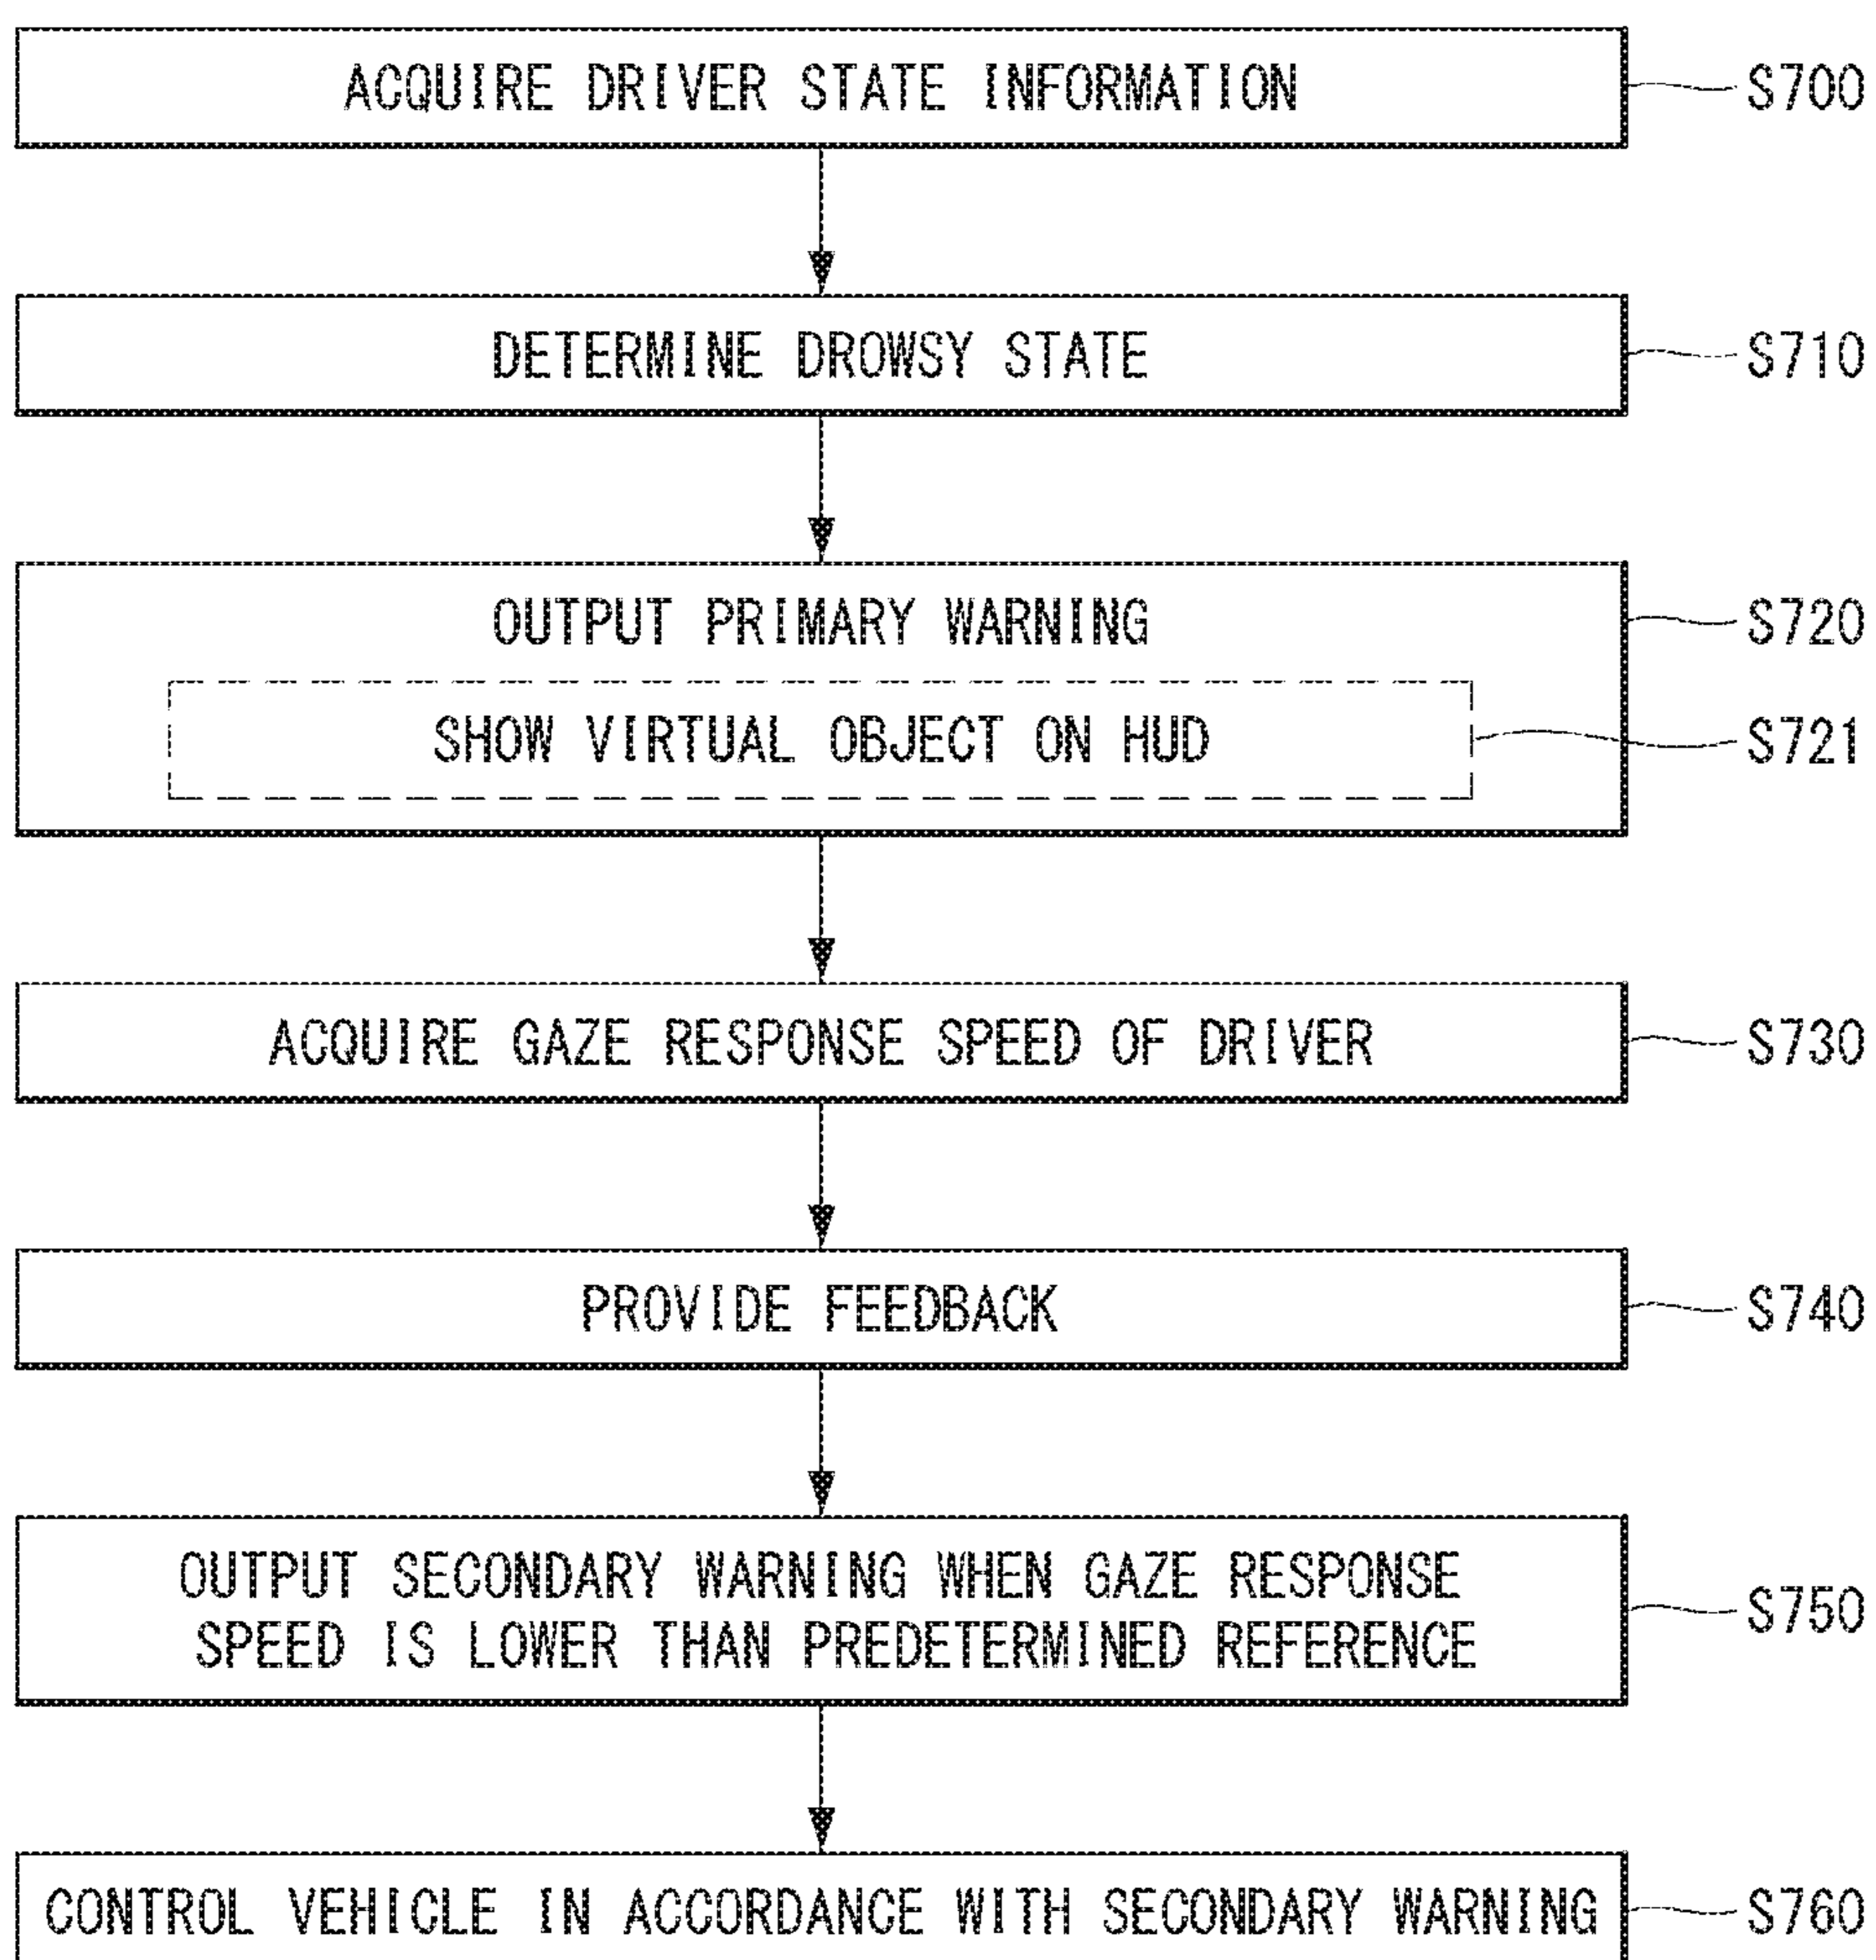 ACQUIRE DRIVER STATE INFORMATION S700
DETERMINE DROWSY STATE S710
OUTPUT PRIMARY WARNING S720
SHOW VIRTUAL OBJECT ON HUD S721
ACQUIRE GAZE RESPONSE SPEED OF DRIVER S730
PROVIDE FEEDBACK S740
OUTPUT SECONDARY WARNING WHEN GAZE RESPONSE
SPEED IS LOWER THAN PREDETERMINED REFERENCE S750
CONTROL VEHICLE IN ACCORDANCE WITH SECONDARY WARNING S760